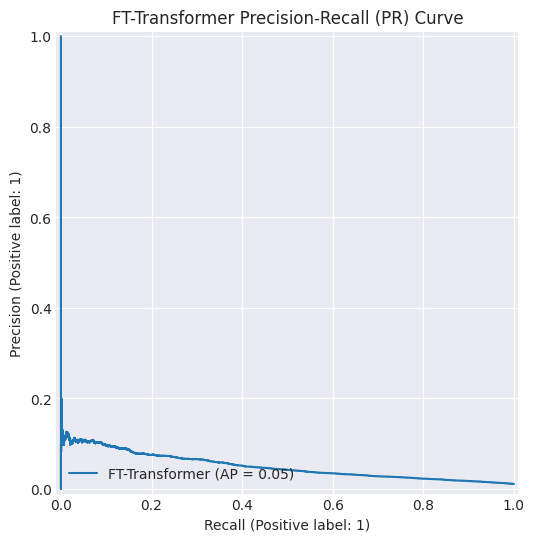 FT-Transformer Precision-Recall (PR) Curve
1.0
0.8
0.6
0.4
0.2
0.0
Precision (Positive label: 1)
FT-Transformer (AP = 0.05)
0.0 0.2 0.4 0.6 0.8 1.0
Recall (Positive label: 1)